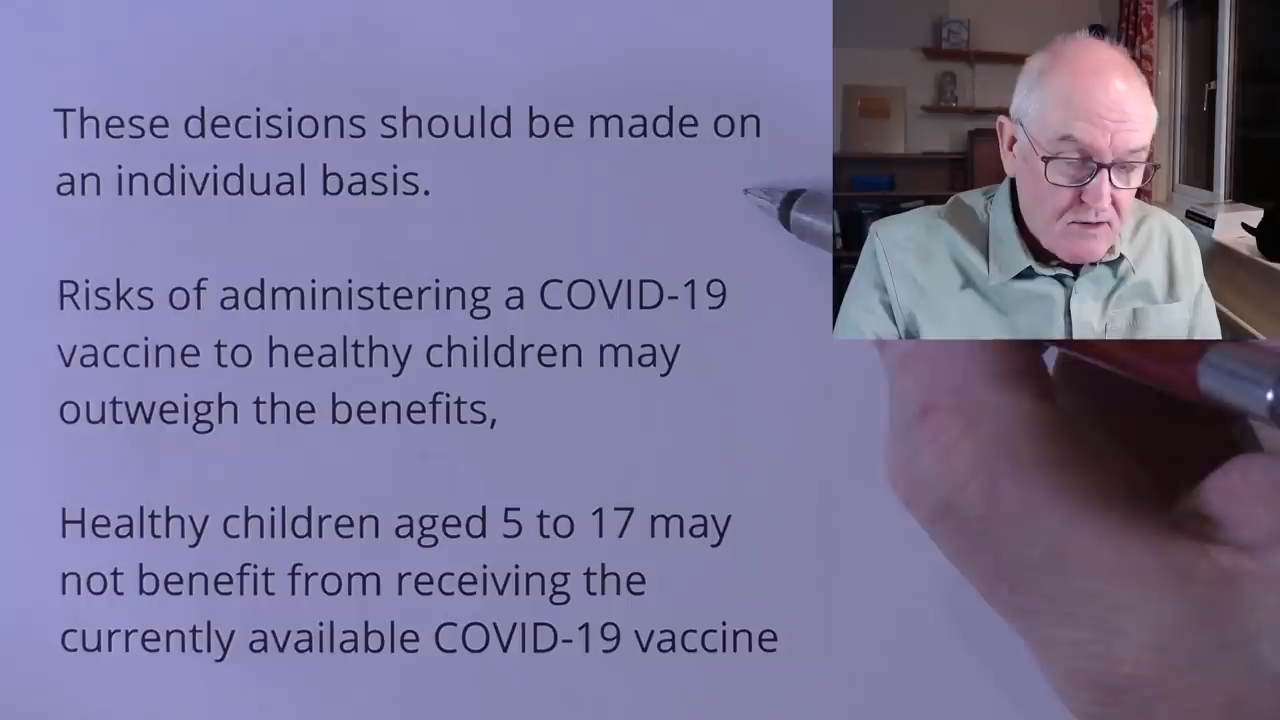 These decisions should be made on
an individual basis.
Risks of administering a COVID-19
vaccine to healthy children may
outweigh the benefits,
Healthy children aged 5 to 17 may
not benefit from receiving the
currently available COVID-19 vaccine